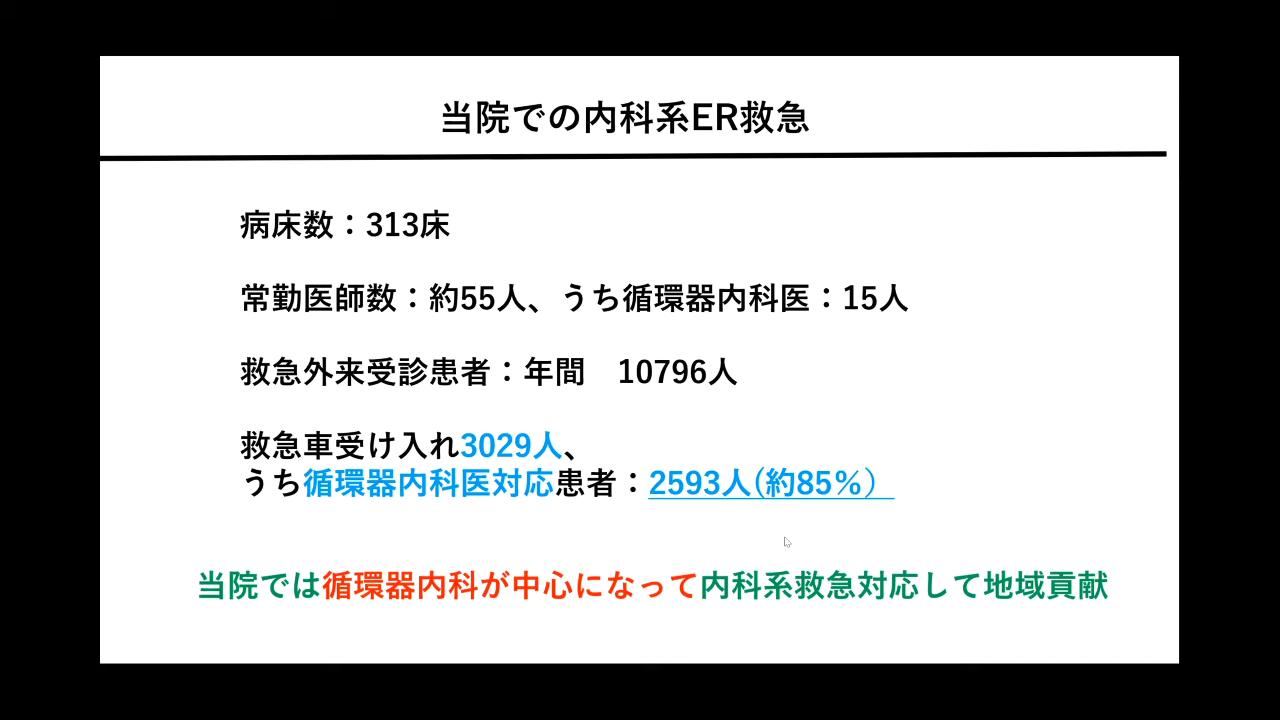 当院での内科系ER救急
病床数：313床
常勤医師数：約55人、うち循環器内科医：15人
救急外来受診患者：年間　10796人
救急車受け入れ3029人、
うち循環器内科医対応患者：2593人(約85%）
当院では循環器内科が中心になって内科系救急対応して地域貢献